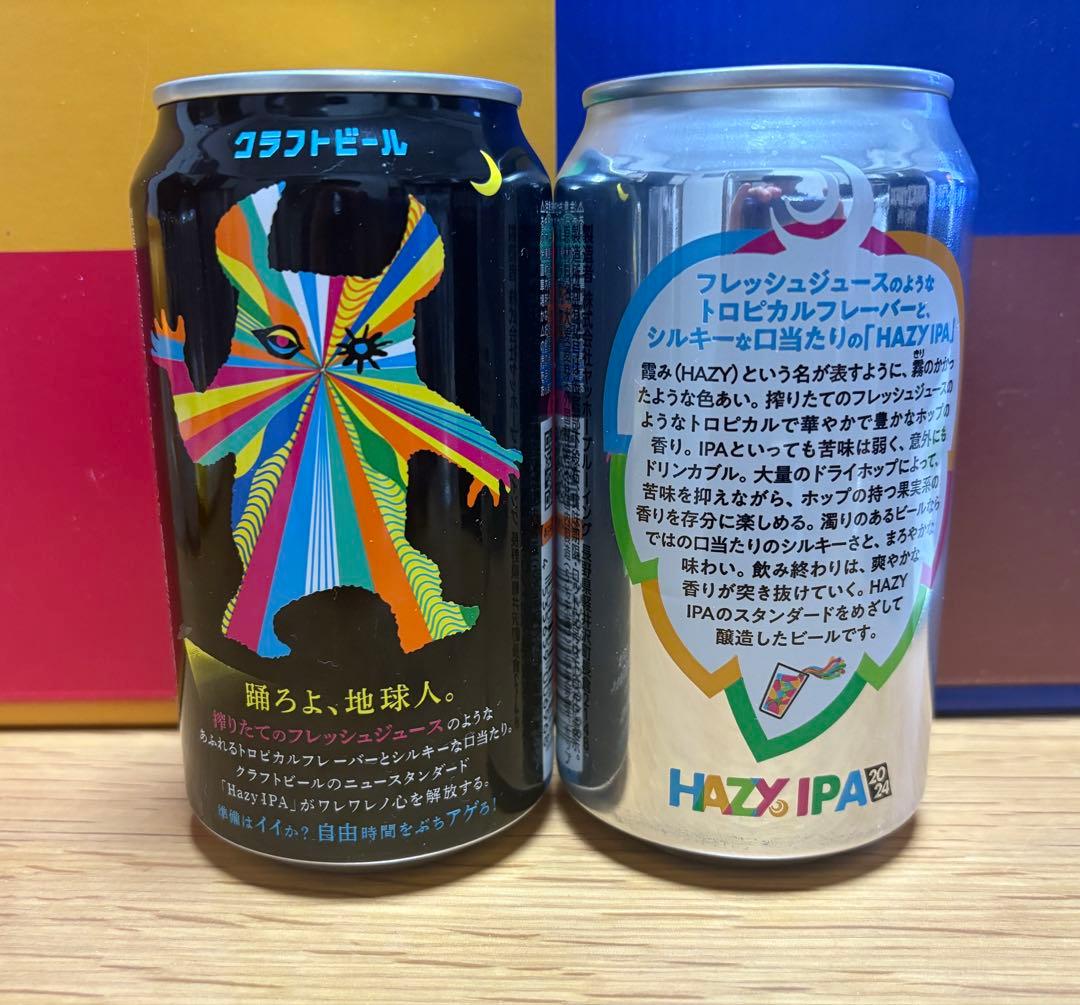 クラフトビール
踊ろよ、地球人。
搾りたてのフレッシュジュースのような
あふれるトロピカルフレーバーとシルキーな口当たり。
クラフトビールのニュースタンダード
「Hazy IPA」がワレワレノ心を解放する。
準備はイイか?自由時間をぶちアゲろ!
フレッシュジュースのような
トロピカルフレーバーと、
シルキーな口当たりの「HAZY IPA」
霞み(HAZY)という名が表すように、霧のかかっ
きり
たような色あい。搾りたてのフレッシュジュースの
ようなトロピカルで華やかで豊かなホップの
香り。IPAといっても苦味は弱く、意外にも
ドリンカブル。大量のドライホップによって、
苦味を抑えながら、ホップの持つ果実系の
香りを存分に楽しめる。濁りのあるビールなら
ではの口当たりのシルキーさと、まろやかな
味わい。飲み終わりは、爽やかな
香りが突き抜けていく。HAZY
IPAのスタンダードをめざして
醸造したビールです。
HAZY IPA 2024